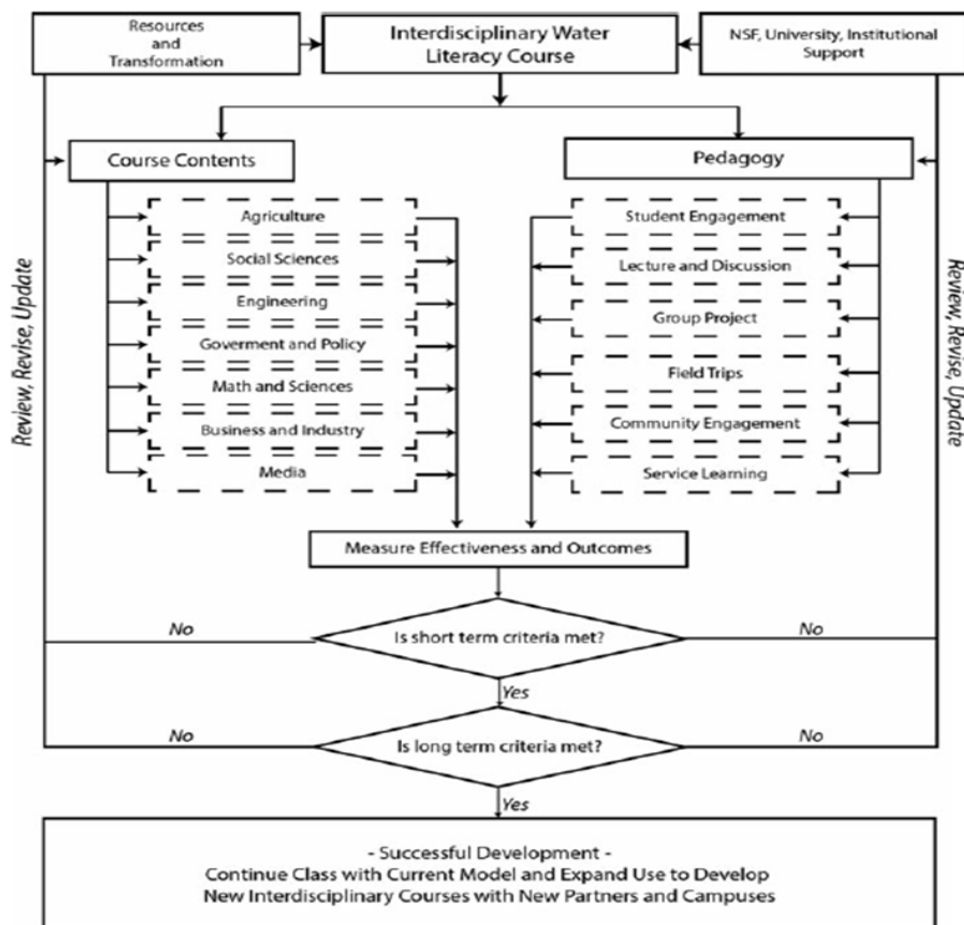 Resources
and
Transformation
Interdisciplinary Water
Literacy Course
NSF, University, Institutional
Support
Course Contents
Pedagogy
Agriculture
Social Sciences
Engineering
Goverment and Policy
Math and Sciences
Business and Industry
Media
Student Engagement
Lecture and Discussion
Group Project
Field Trips
Community Engagement
Service Learning
Review, Revise, Update
Review, Revise, Update
Measure Effectiveness and Outcomes
Is short term criteria met?
No
No
Yes
Is long term criteria met?
No
No
Yes
- Successful Development -
Continue Class with Current Model and Expand Use to Develop
New Interdisciplinary Courses with New Partners and Campuses